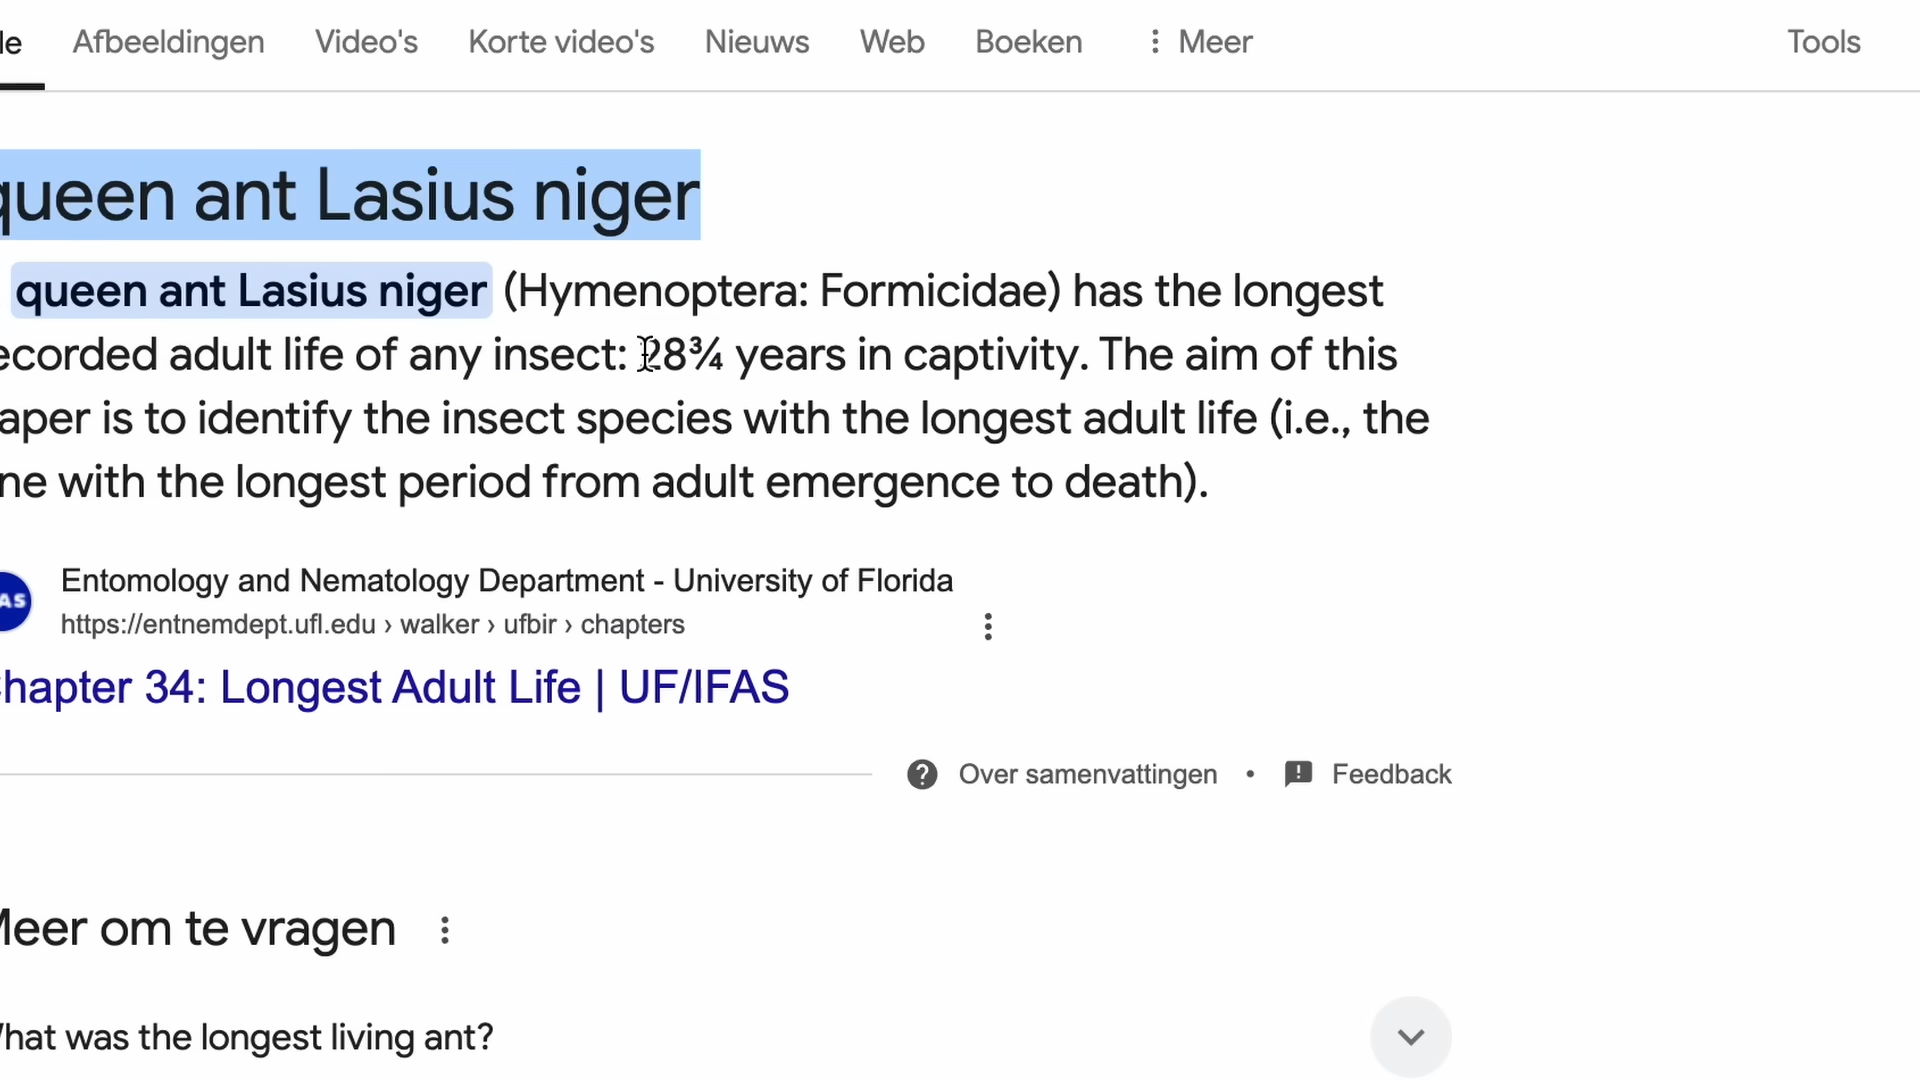 le Afbeeldingen Video's Korte video's Nieuws Web Boeken Meer Tools
queen ant Lasius niger
queen ant Lasius niger (Hymenoptera: Formicidae) has the longest
ecorded adult life of any insect: 28¾ years in captivity. The aim of this
aper is to identify the insect species with the longest adult life (i.e., the
ne with the longest period from adult emergence to death).
AS
Entomology and Nematology Department - University of Florida
https://entnemdept.ufl.edu › walker › ufbir › chapters
hapter 34: Longest Adult Life | UF/IFAS
Over samenvattingen • Feedback
Meer om te vragen
hat was the longest living ant?